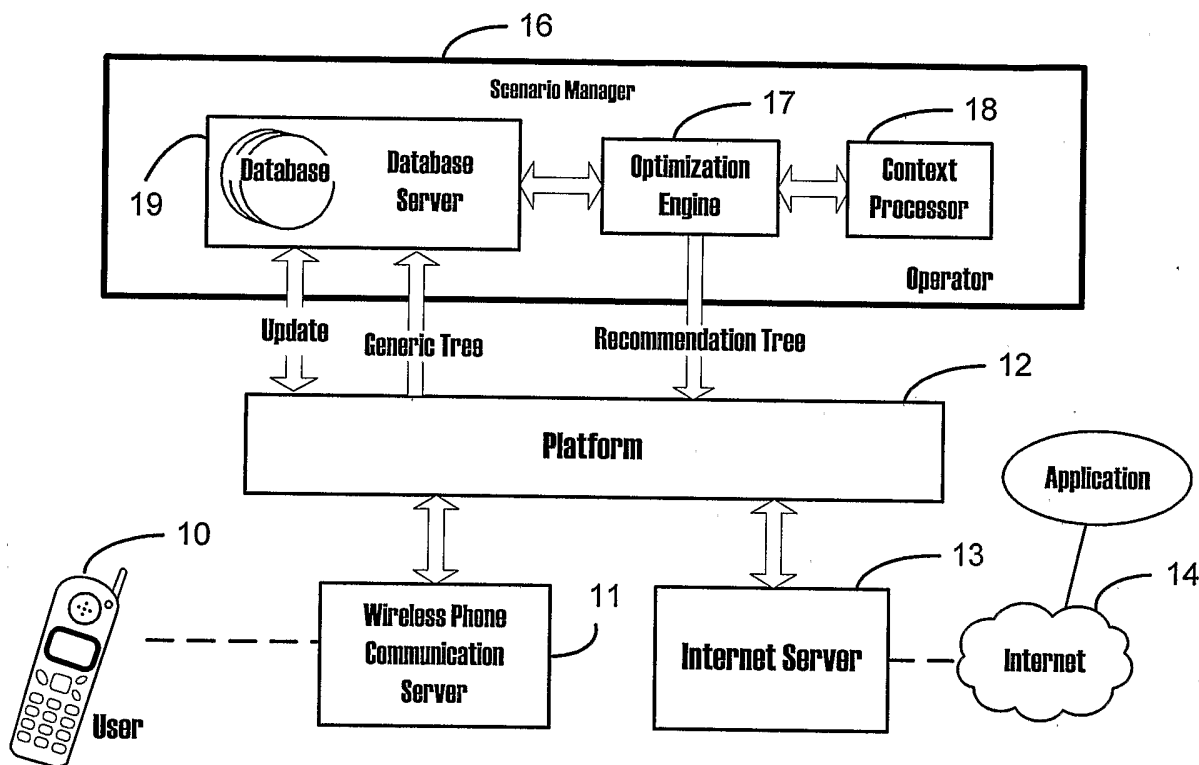 16
Scenario Manager
17
18
19
Database
Database
Server
Optimization
Engine
Context
Processor
Operator
Update
Generic Tree
Recommendation Tree
12
Platform
Application
10
13
14
11
Wireless Phone
Communication
Server
Internet Server
Internet
User